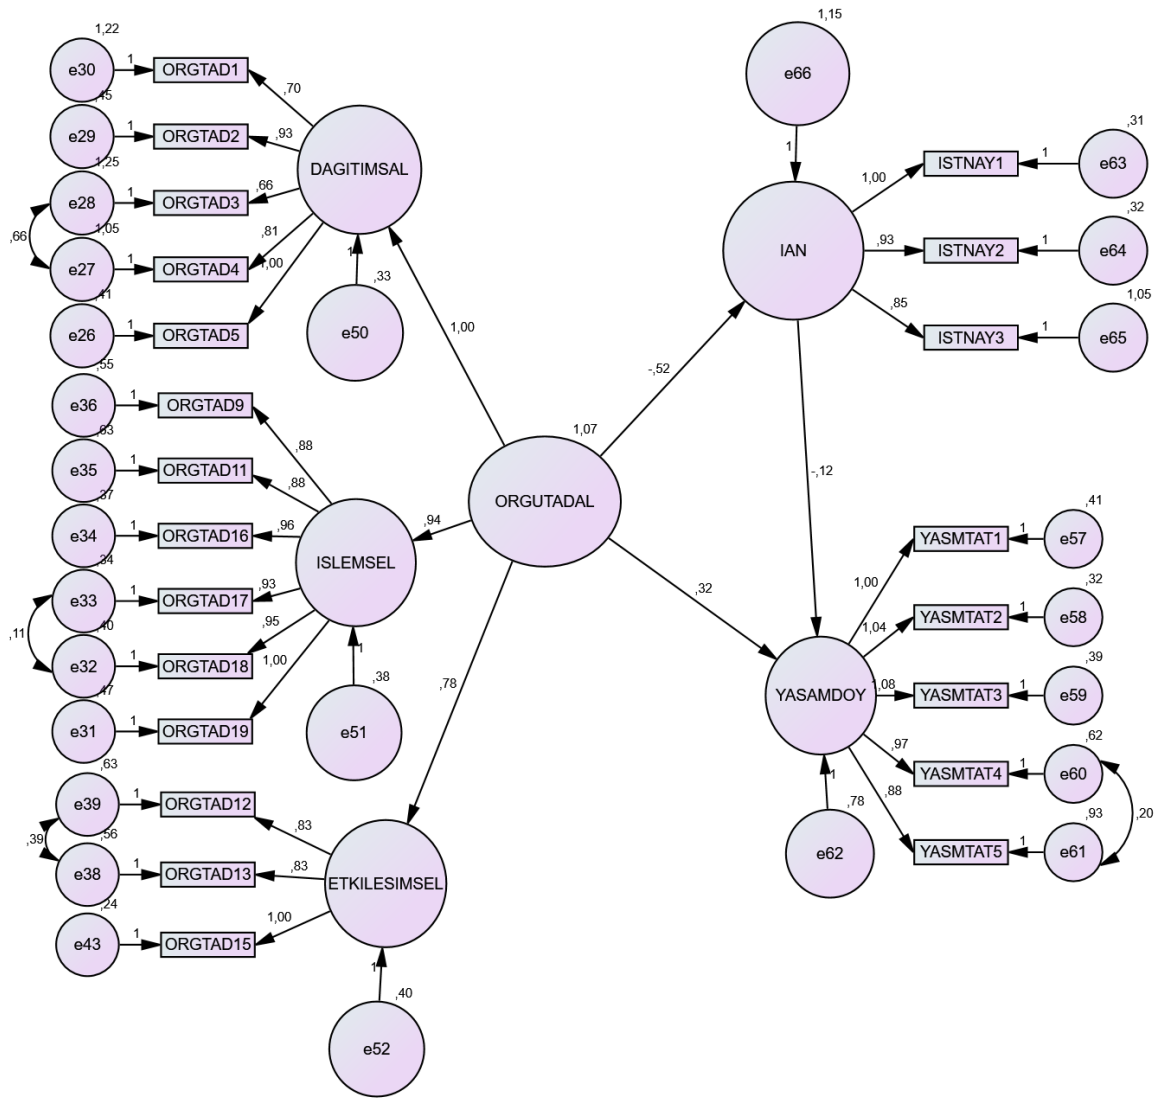 1,22
e30 1 ORGTAD1
,70
,45
e29 1 ORGTAD2
,93
1,25
e28 1 ORGTAD3
,66
,66
1,05
e27 1 ORGTAD4
,81
,41
e26 1 ORGTAD5
1,00
DAGITIMSAL
1
,33
e50
1,00
,55
e36 1 ORGTAD9
,88
,63
e35 1 ORGTAD11
,88
,37
e34 1 ORGTAD16
,96
,34
e33 1 ORGTAD17
,93
,11
,40
e32 1 ORGTAD18
,95
,47
e31 1 ORGTAD19
1,00
ISLEMSEL
,94
1
,38
e51
,63
e39 1 ORGTAD12
,83
,39
,56
e38 1 ORGTAD13
,83
,24
e43 1 ORGTAD15
1,00
ETKILESIMSEL
,78
1
,40
e52
1,07
ORGUTADAL
-,52
,32
1,15
e66
1
IAN
1,00
ISTNAY1 1 e63
,31
,93
ISTNAY2 1 e64
,32
,85
ISTNAY3 1 e65
1,05
-,12
YASAMDOY
1,00
YASMTAT1 1 e57
,41
1,04
YASMTAT2 1 e58
,32
1,08
YASMTAT3 1 e59
,39
,97
YASMTAT4 1 e60
,62
,88
YASMTAT5 1 e61
,93
,20
1
,78
e62